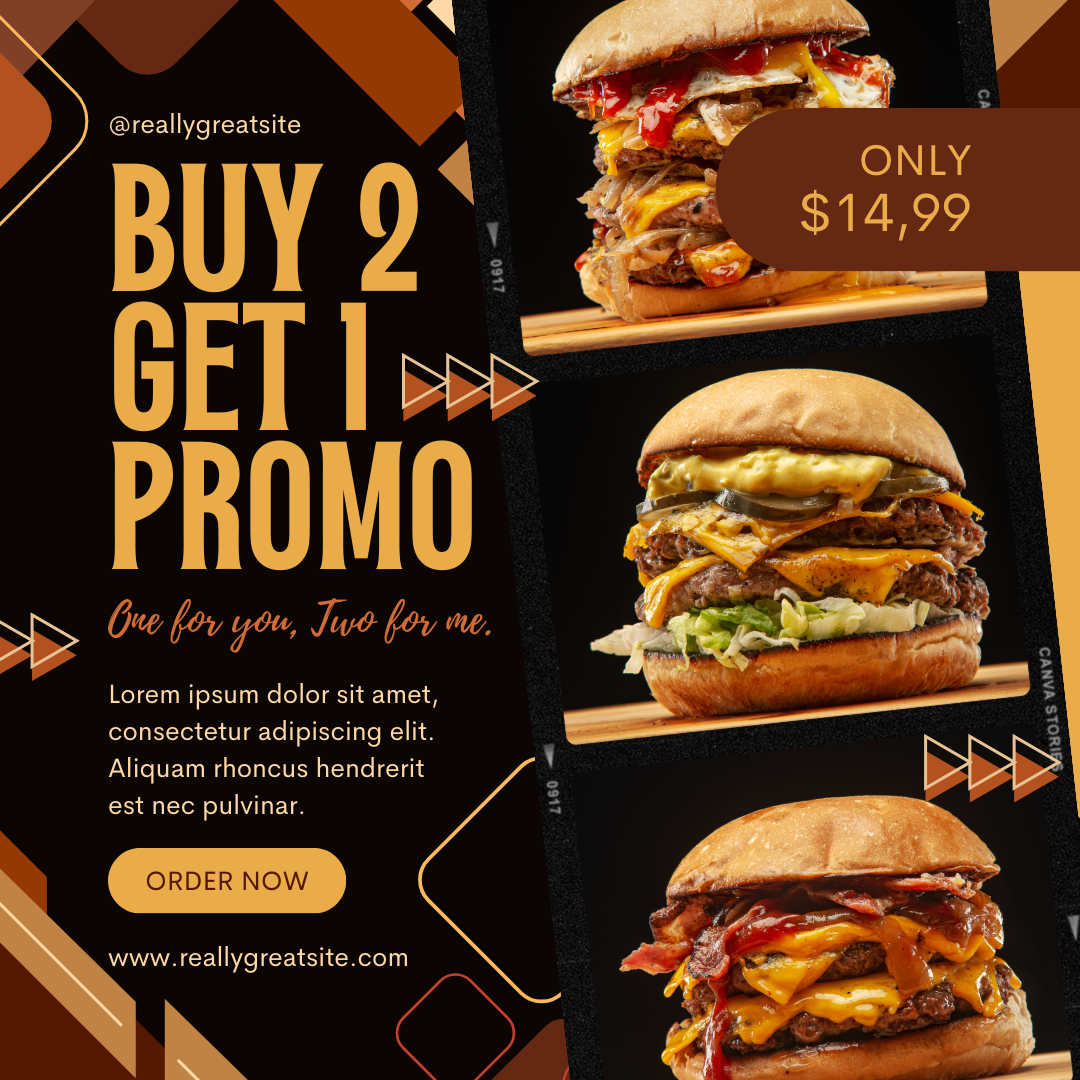 @reallygreatsite
BUY 2
GET 1
PROMO
One for you, Two for me.
Lorem ipsum dolor sit amet,
consectetur adipiscing elit.
Aliquam rhoncus hendrerit
est nec pulvinar.
ORDER NOW
www.reallygreatsite.com
ONLY
$14,99
0917
0917
CANVA STORIES